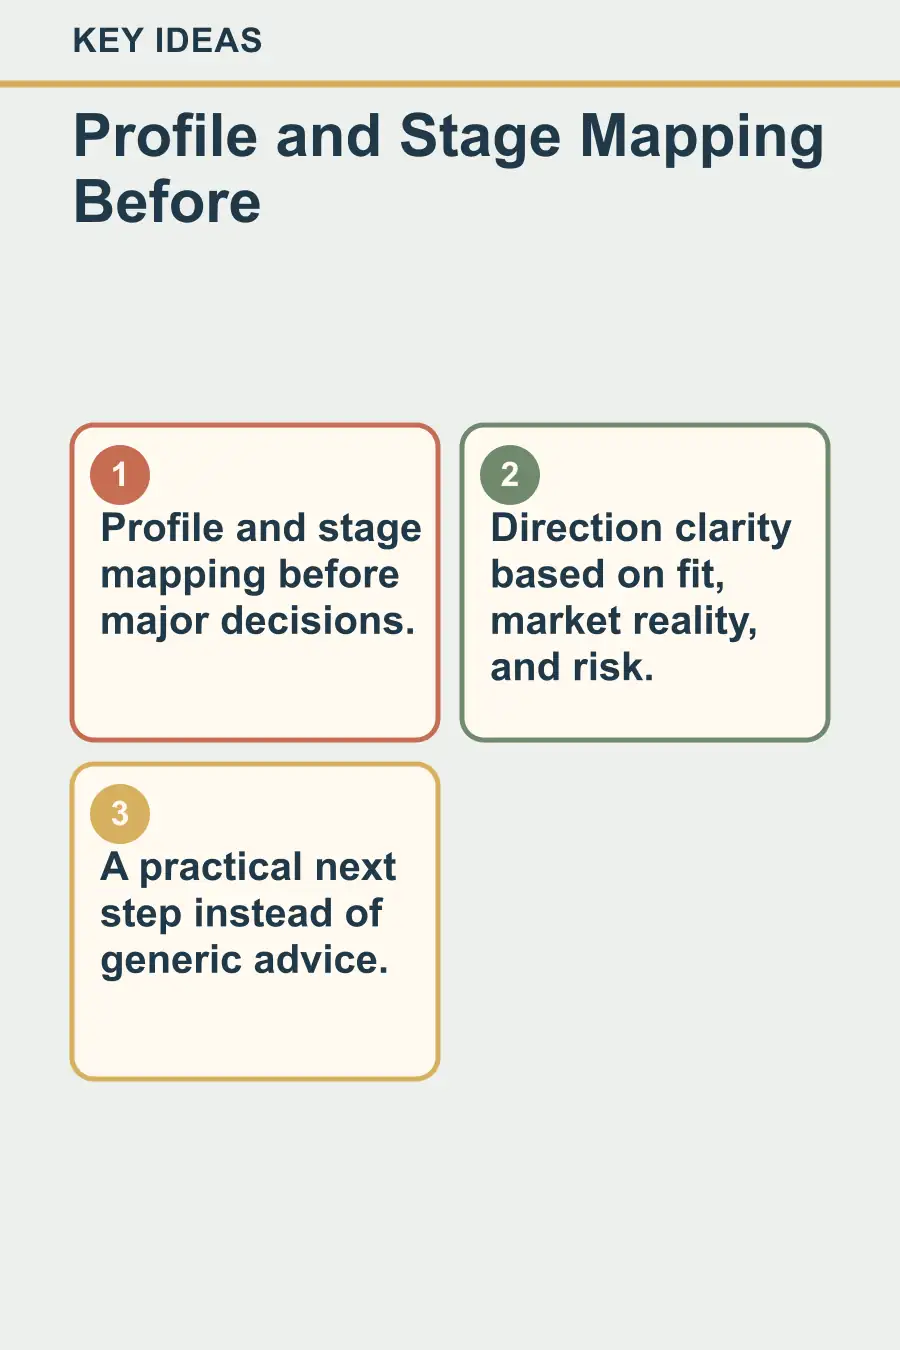 KEY IDEAS
Profile and Stage Mapping
Before
1
Profile and stage
mapping before
major decisions.
2
Direction clarity
based on fit,
market reality,
and risk.
3
A practical next
step instead of
generic advice.